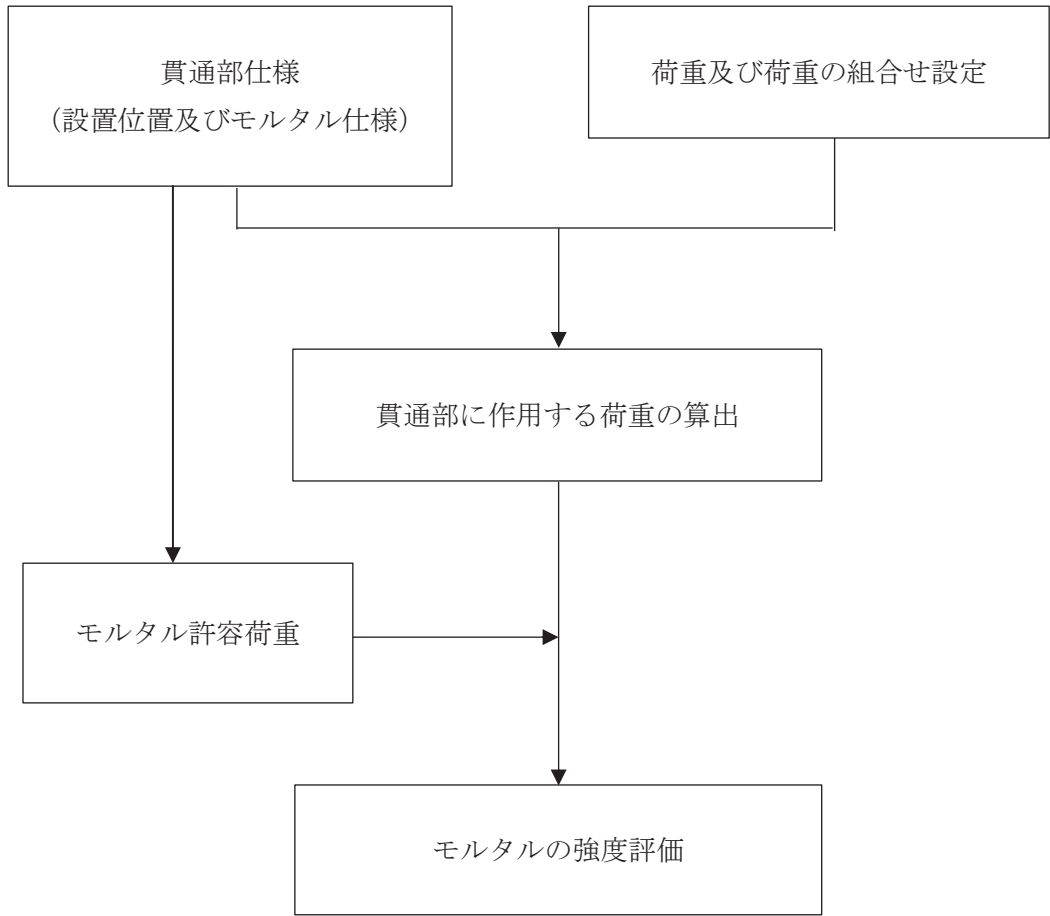 貫通部仕様
（設置位置及びモルタル仕様）
荷重及び荷重の組合せ設定
貫通部に作用する荷重の算出
モルタル許容荷重
モルタルの強度評価